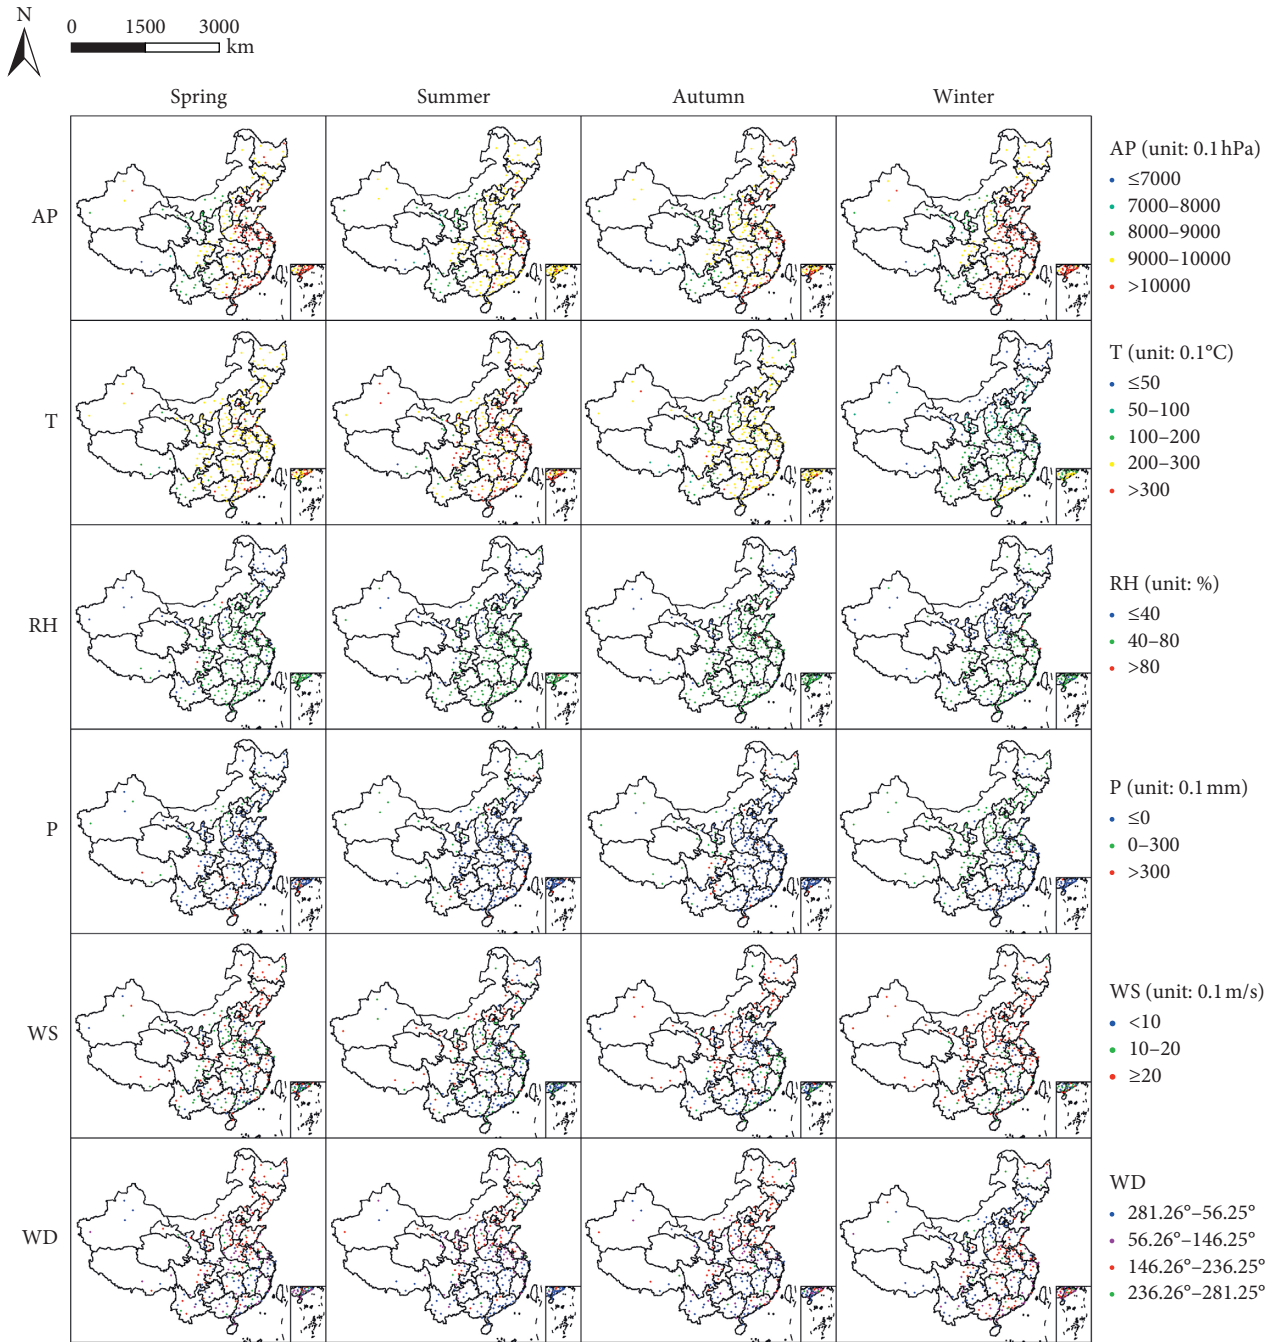 N
0 1500 3000
km
Spring Summer Autumn Winter
AP
AP (unit: 0.1 hPa)
≤7000
7000–8000
8000–9000
9000–10000
>10000
T
T (unit: 0.1°C)
≤50
50–100
100–200
200–300
>300
RH
RH (unit: %)
≤40
40–80
>80
P
P (unit: 0.1 mm)
≤0
0–300
>300
WS
WS (unit: 0.1 m/s)
<10
10–20
≥20
WD
WD
281.26°–56.25°
56.26°–146.25°
146.26°–236.25°
236.26°–281.25°